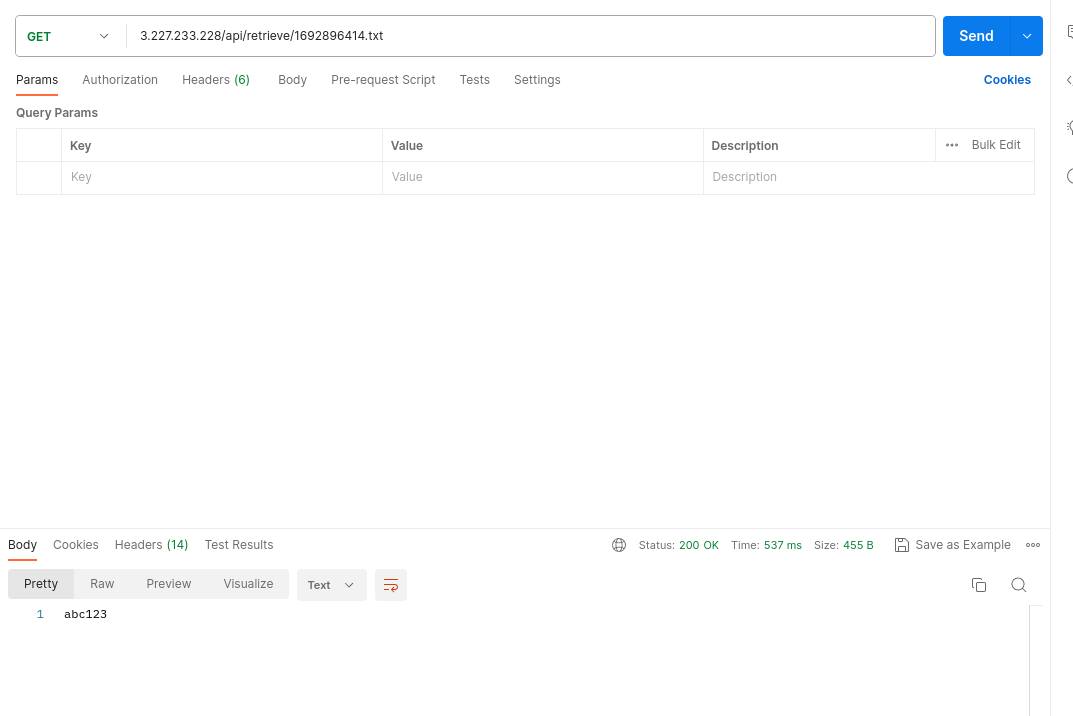 GET 3.227.233.228/api/retrieve/1692896414.txt Send
Params Authorization Headers (6) Body Pre-request Script Tests Settings Cookies
Query Params
Key Value Description Bulk Edit
Key Value Description
Body Cookies Headers (14) Test Results Status: 200 OK Time: 537 ms Size: 455 B Save as Example
Pretty Raw Preview Visualize Text
1 abc123